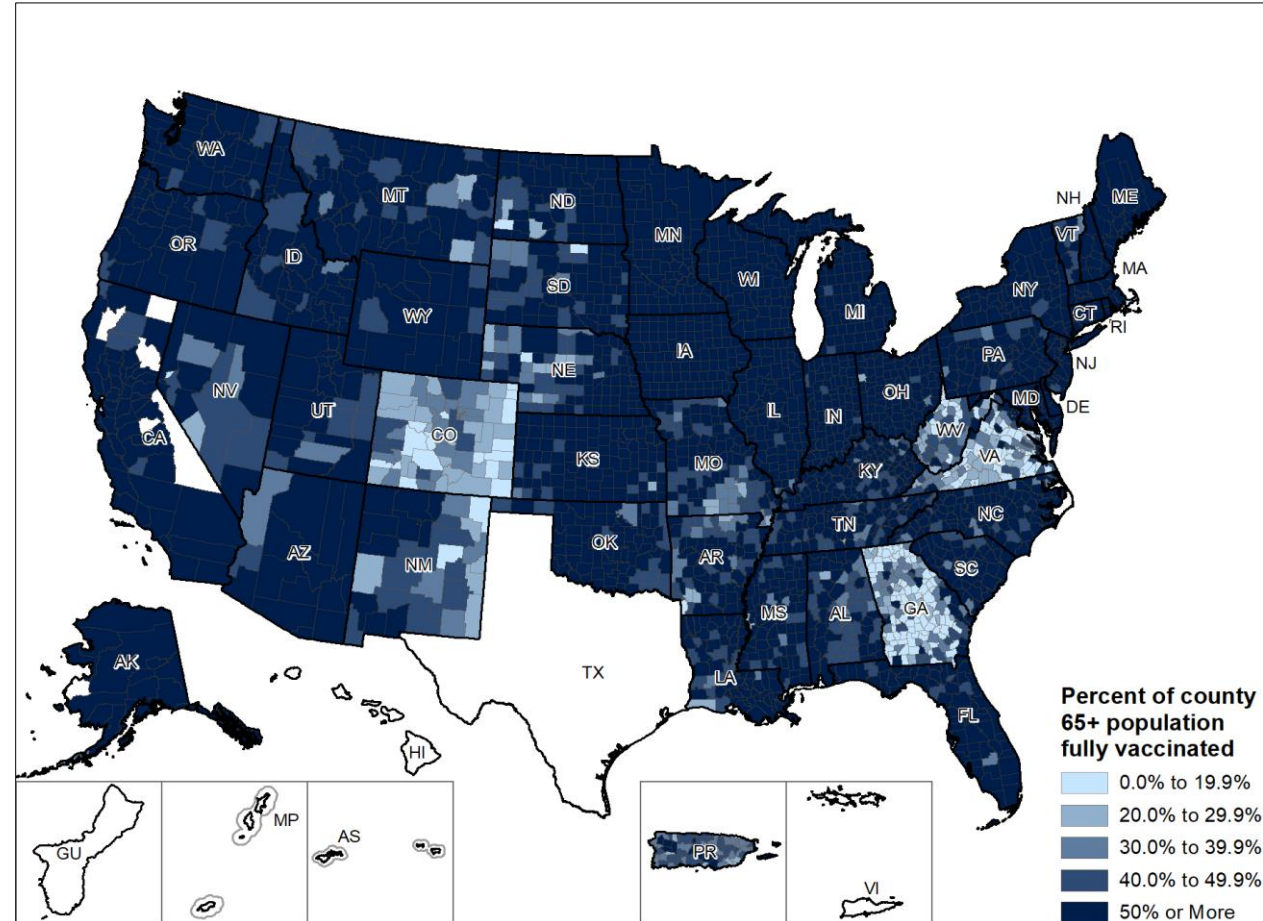 WA
MT
ND
MN
OR
ID
SD
WI
WY
MI
NH
ME
VT
NY
MA
CT
RI
NV
UT
NE
IA
PA
NJ
CA
CO
IL
IN
OH
MD
DE
WV
VA
KS
MO
KY
AZ
NM
OK
AR
TN
NC
SC
MS
AL
GA
AK
TX
LA
FL
HI
GU
MP
AS
PR
VI
Percent of county
65+ population
fully vaccinated
0.0% to 19.9%
20.0% to 29.9%
30.0% to 39.9%
40.0% to 49.9%
50% or More